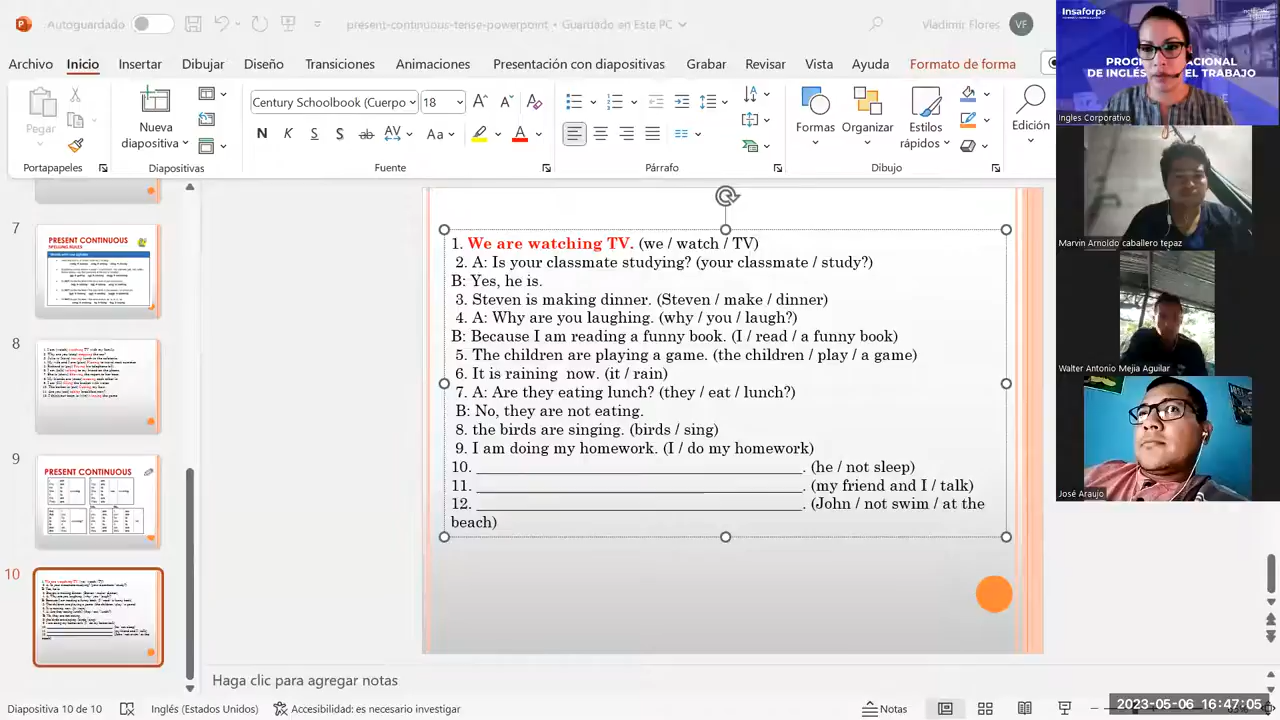 Autoguardado
present-continuous-tense-powerpoint • Guardado en Este PC
Vladimir Flores
VF
Archivo Inicio Insertar Dibujar Diseño Transiciones Animaciones Presentación con diapositivas Grabar Revisar Vista Ayuda Formato de forma
Pegar
Nueva
diapositiva
Century Schoolbook (Cuerpo
18
N K S S ab AV Aa A
Formas
Organizar
Estilos
rápidos
Edición
Portapapeles
Diapositivas
Fuente
Párrafo
Dibujo
7
PRESENT CONTINUOUS
SPELLING RULES
8
9
PRESENT CONTINUOUS
10
1. We are watching TV. (we / watch / TV)
2. A: Is your classmate studying? (your classmate / study?)
B: Yes, he is.
3. Steven is making dinner. (Steven / make / dinner)
4. A: Why are you laughing. (why / you / laugh?)
B: Because I am reading a funny book. (I / read / a funny book)
5. The children are playing a game. (the children / play / a game)
6. It is raining now. (it / rain)
7. A: Are they eating lunch? (they / eat / lunch?)
B: No, they are not eating.
8. the birds are singing. (birds / sing)
9. I am doing my homework. (I / do my homework)
10. ______________________________________. (he / not sleep)
11. ______________________________________. (my friend and I / talk)
12. ______________________________________. (John / not swim / at the
beach)
Haga clic para agregar notas
Diapositiva 10 de 10
Inglés (Estados Unidos)
Accesibilidad: es necesario investigar
Notas
2023-05-06 16:47:05
Insaforp
DE INGLÉS
EL TRABAJO
Ingles Corporativo
Marvin Arnoldo caballero tepaz
Walter Antonio Mejia Aguilar
José Araujo